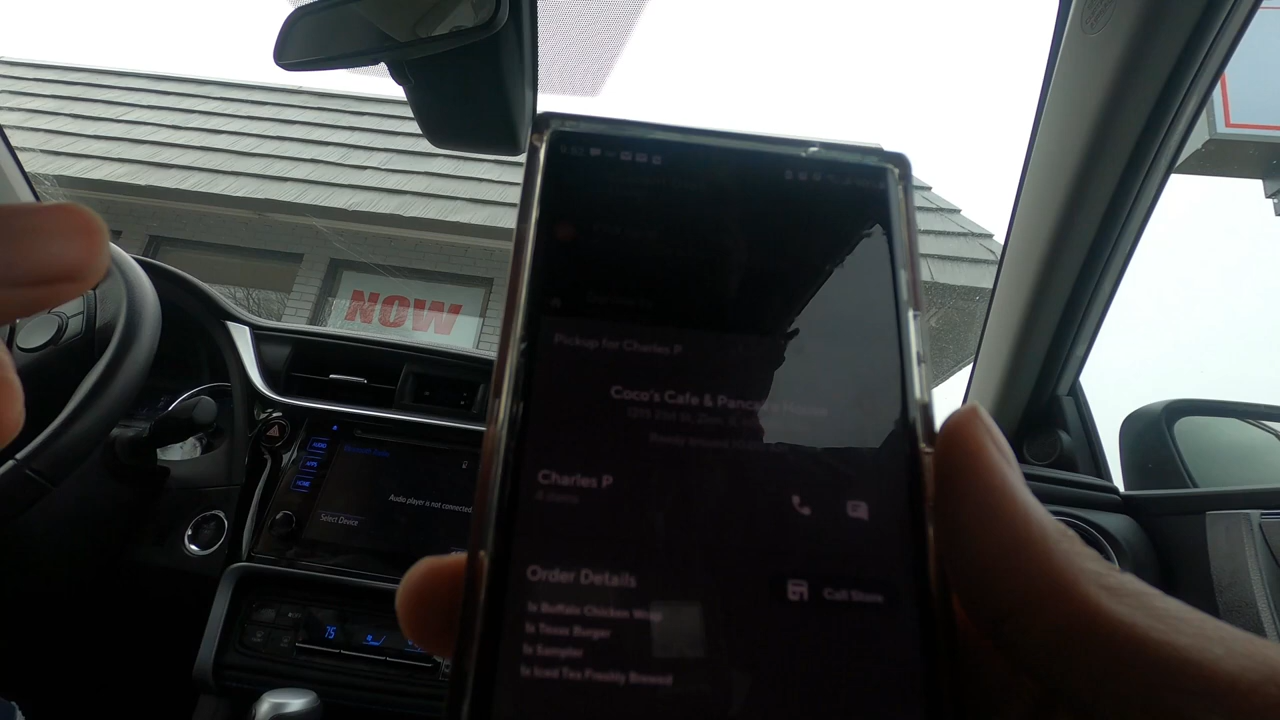 NOW
Pickup for Charles P
Coco's Cafe & Pancake House
Charles P
4 items
Order Details
Call Store
1x Buffalo Chicken Wrap
1x Texas Burger
1x Sampler
1x Iced Tea Freshly Brewed
AUDIO
APPS
HOME
Audio player is not connected
Select Device
75